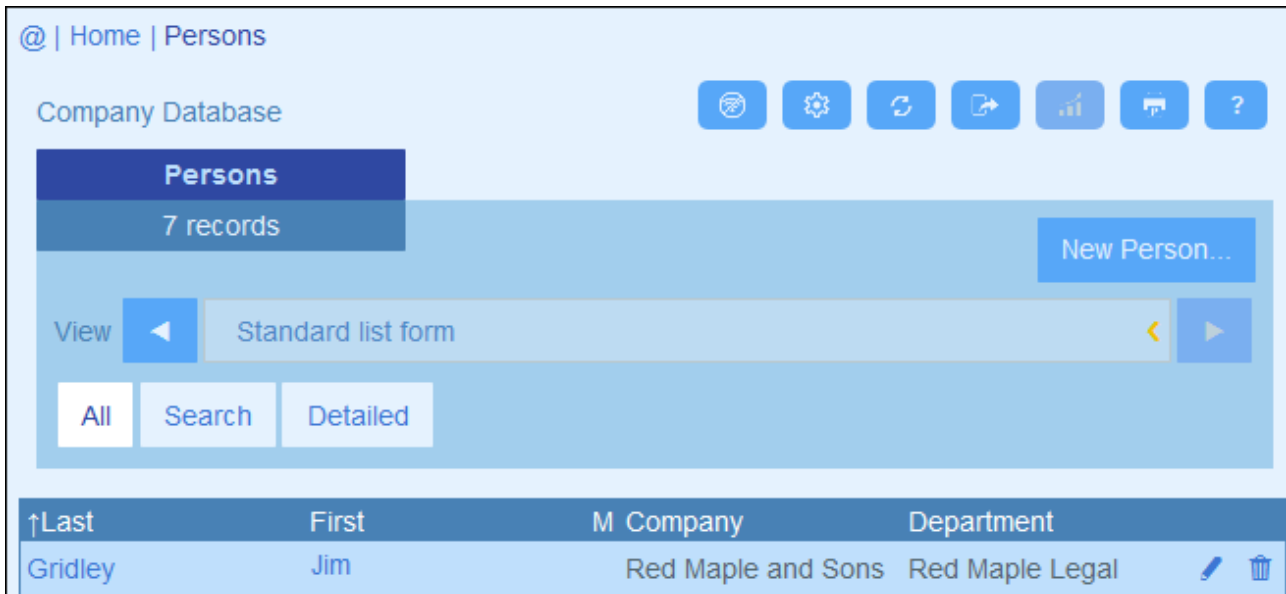 @ | Home | Persons
Company Database
?
Persons
7 records
New Person...
View Standard list form
All Search Detailed
↑Last First M Company Department
Gridley Jim Red Maple and Sons Red Maple Legal